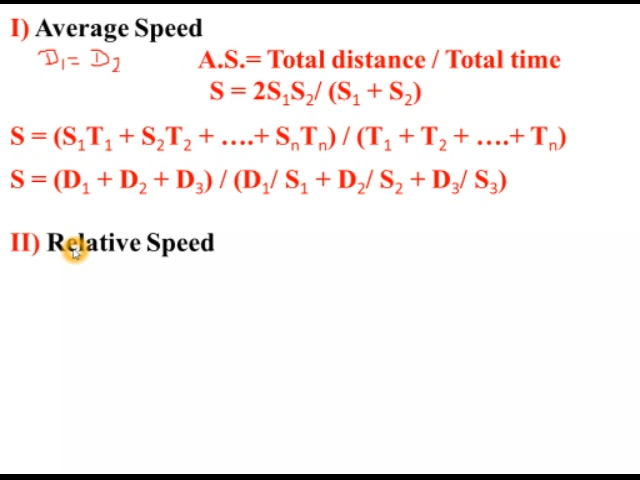 I) Average Speed
D₁ = D₂ A.S.= Total distance / Total time
S = 2S₁S₂/ (S₁ + S₂)
S = (S₁T₁ + S₂T₂ + ….+ SₙTₙ) / (T₁ + T₂ + ….+ Tₙ)
S = (D₁ + D₂ + D₃) / (D₁/ S₁ + D₂/ S₂ + D₃/ S₃)
II) Relative Speed